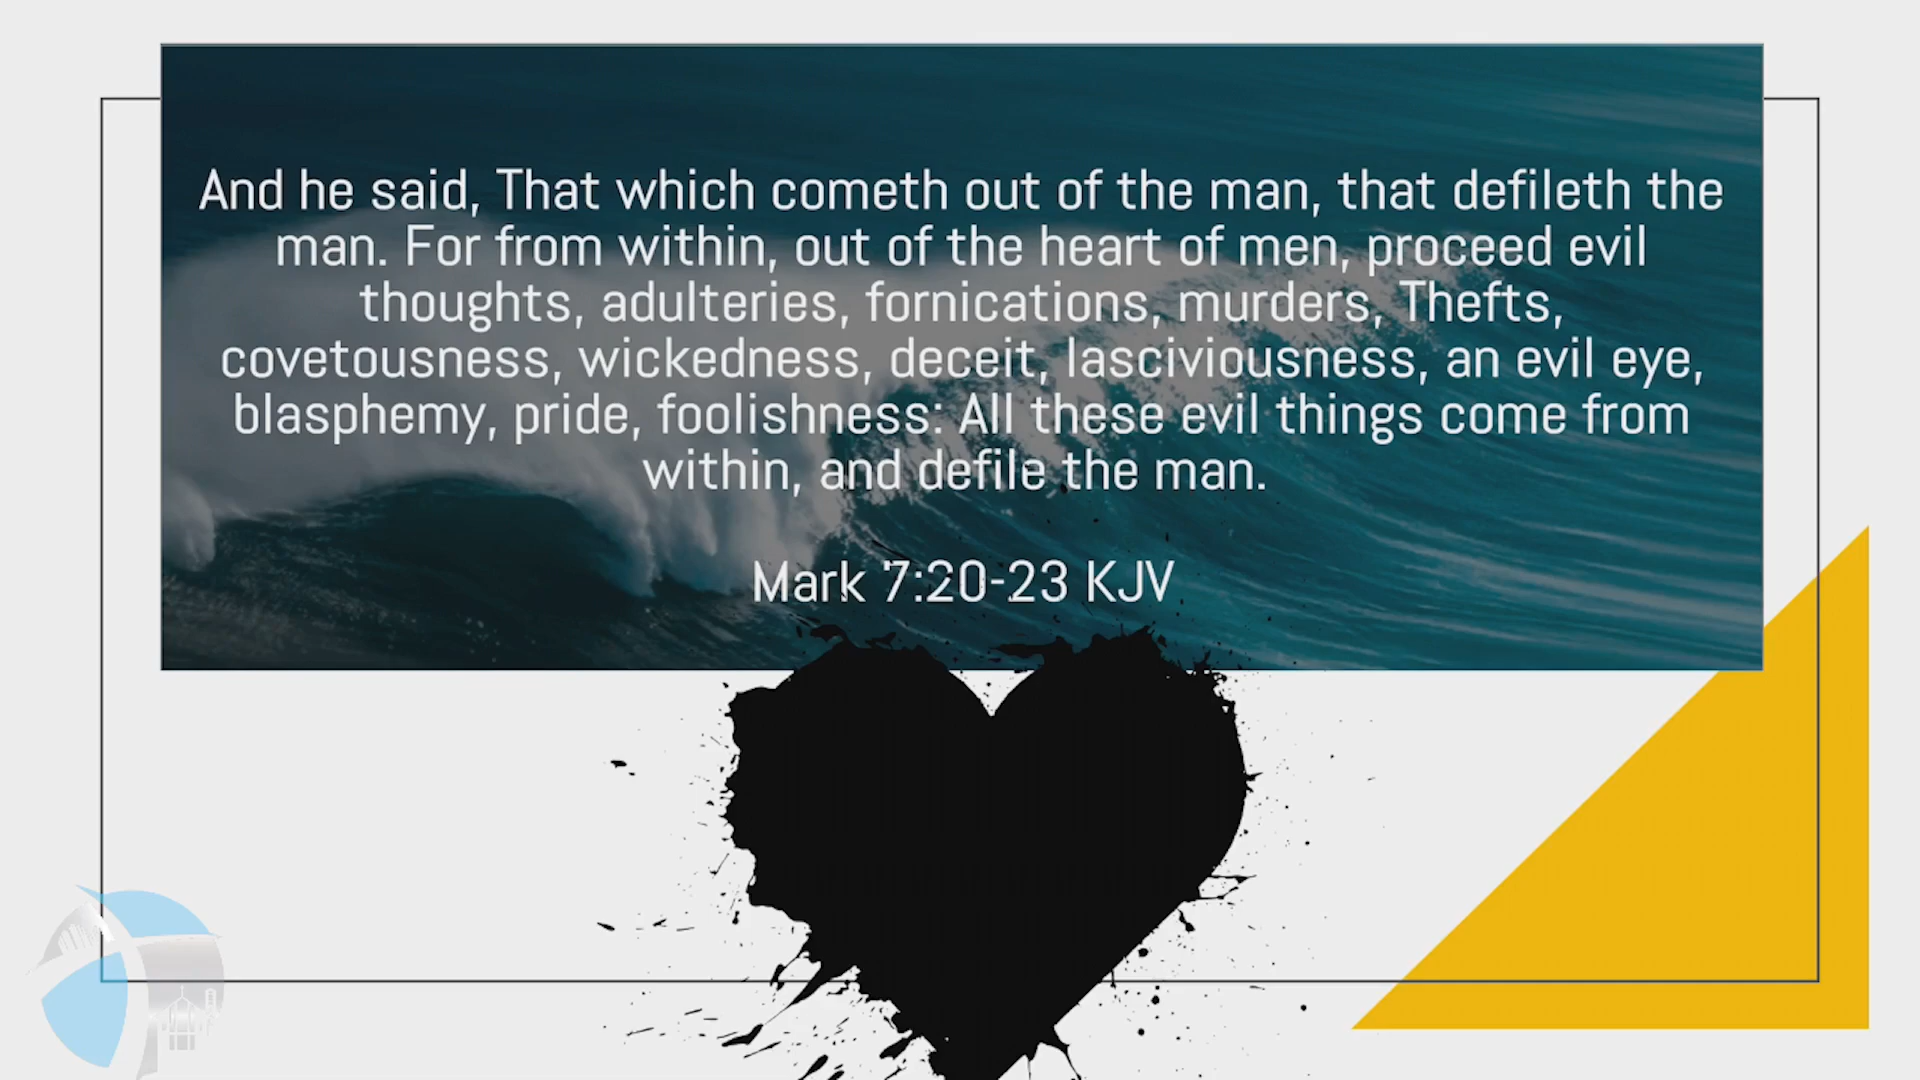 And he said, That which cometh out of the man, that defileth the
man. For from within, out of the heart of men, proceed evil
thoughts, adulteries, fornications, murders, Thefts,
covetousness, wickedness, deceit, lasciviousness, an evil eye,
blasphemy, pride, foolishness: All these evil things come from
within, and defile the man.
Mark 7:20-23 KJV